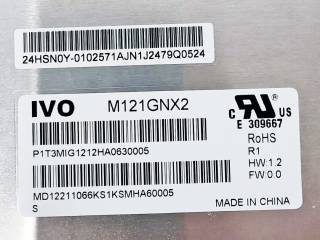 24HSN0Y-0102571AJN1J2479Q0524
IVO M121GNX2
c RU US
E 309667
P1T3MIG1212HA0630005
RoHS
R1
HW:1.2
FW:0.0
MD12211066KS1KSMHA60005
S
MADE IN CHINA